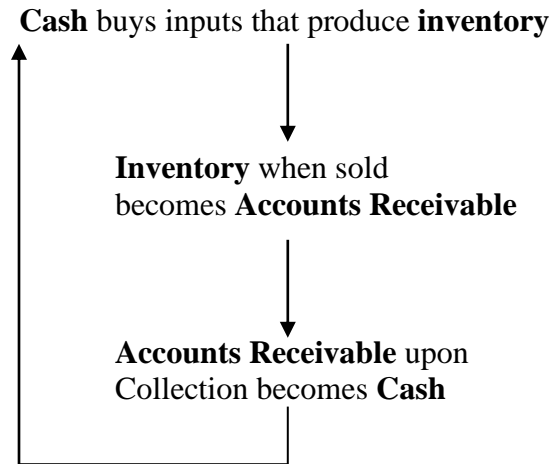 Cash buys inputs that produce inventory
Inventory when sold
becomes Accounts Receivable
Accounts Receivable upon
Collection becomes Cash